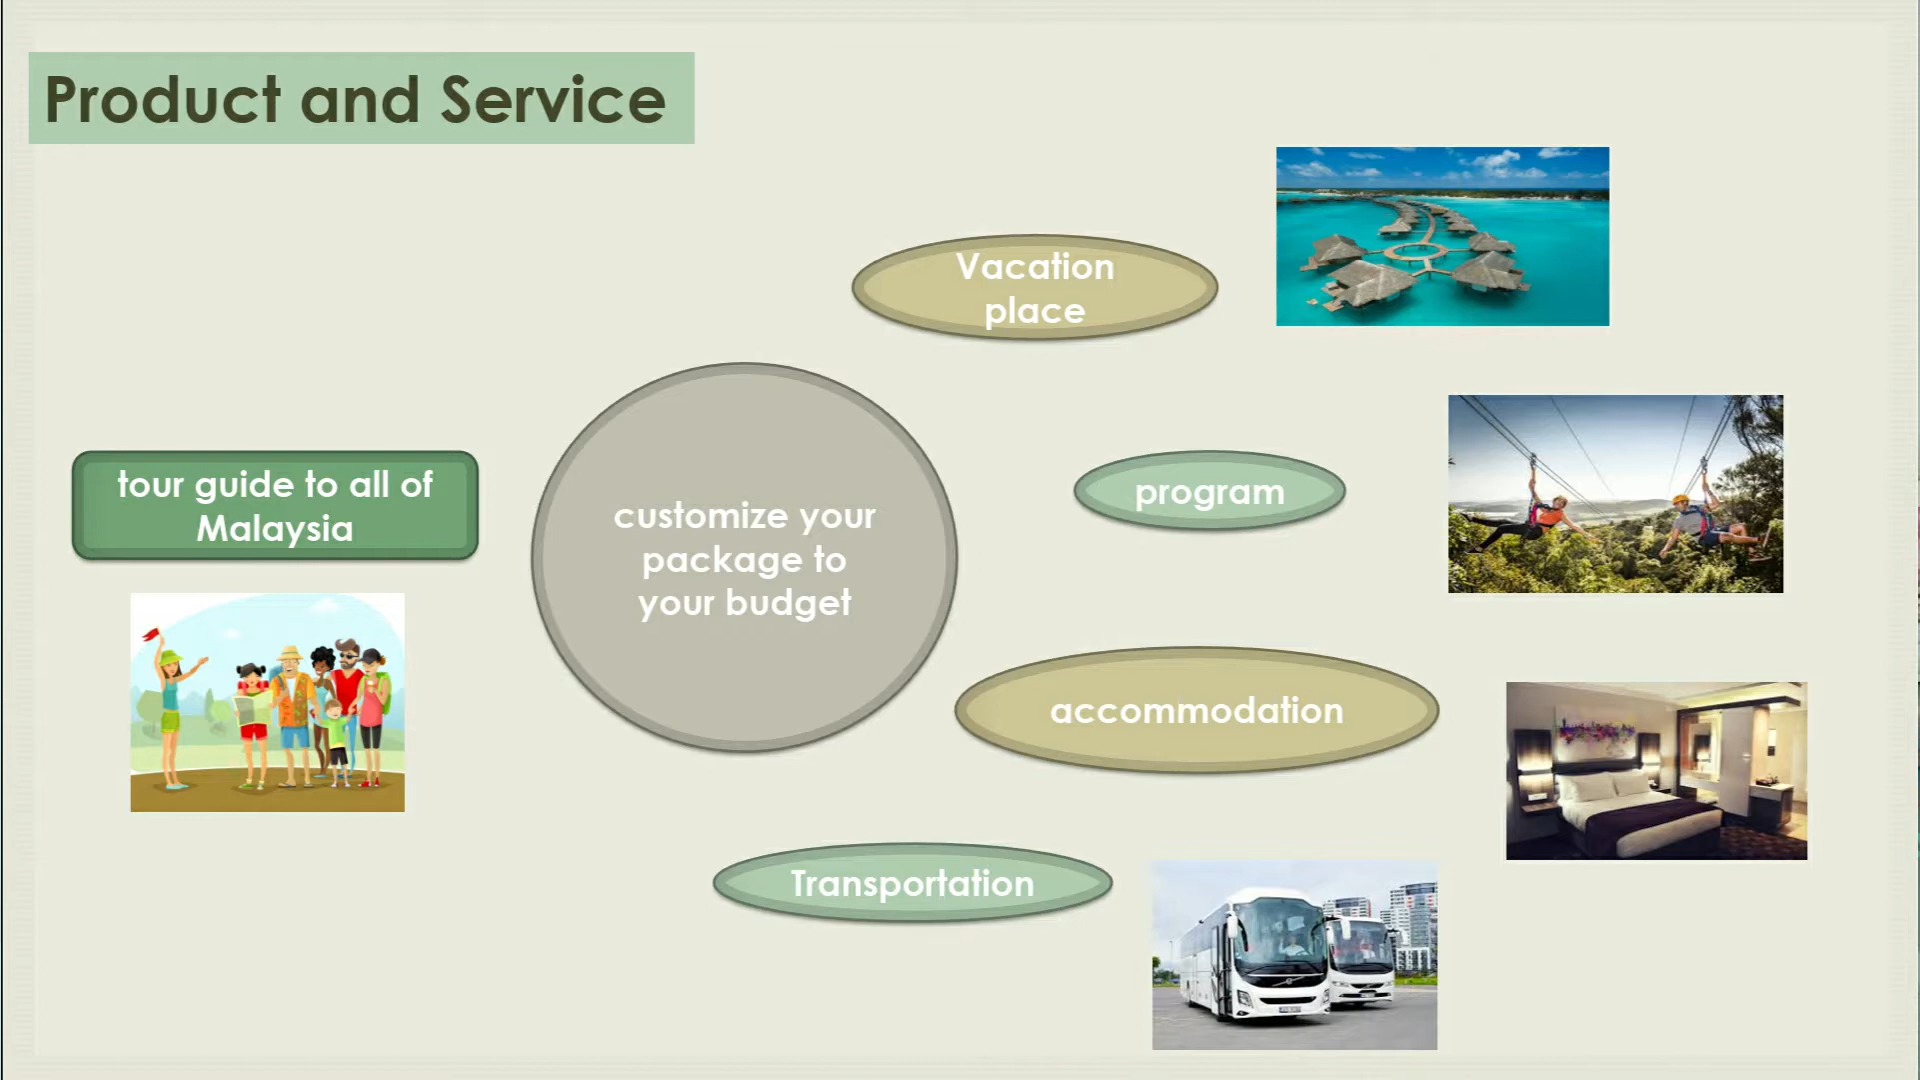 Product and Service
Vacation
place
tour guide to all of
Malaysia
customize your
package to
your budget
program
accommodation
Transportation